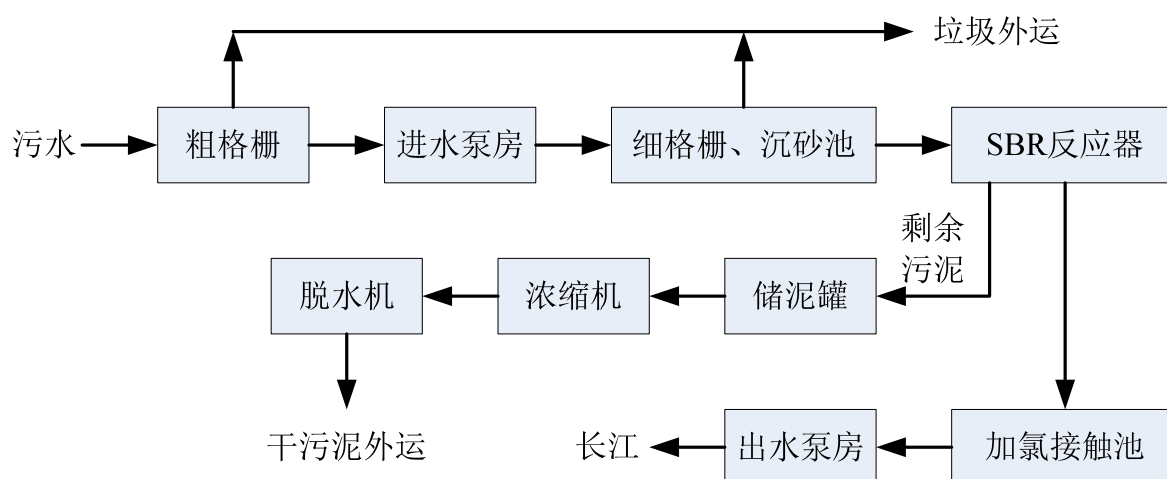 垃圾外运
污水
粗格栅
进水泵房
细格栅、沉砂池
SBR反应器
剩余
污泥
脱水机
浓缩机
储泥罐
干污泥外运
长江
出水泵房
加氯接触池